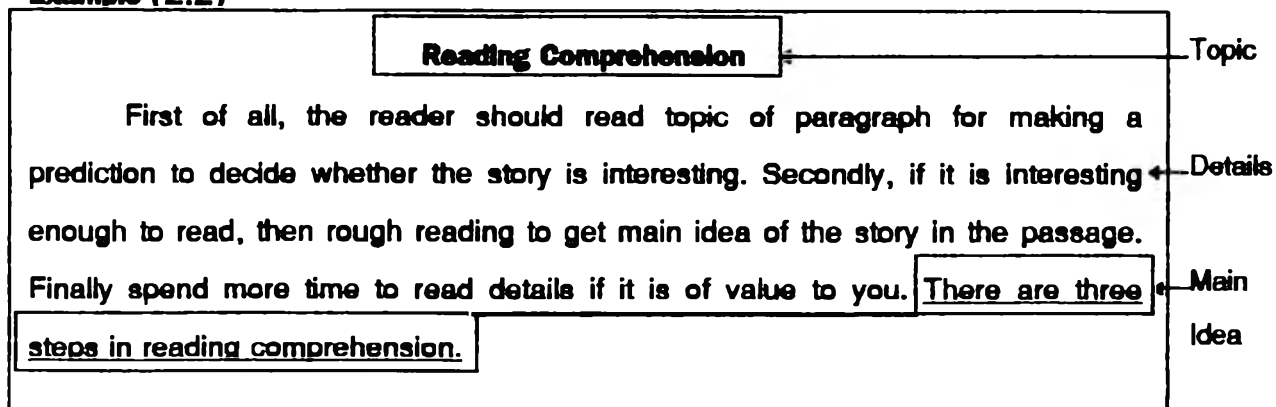 Example (2.2)
Reading Comprehension
Topic
First of all, the reader should read topic of paragraph for making a
prediction to decide whether the story is interesting. Secondly, if it is interesting
Details
enough to read, then rough reading to get main idea of the story in the passage.
Finally spend more time to read details if it is of value to you. There are three
Main
steps in reading comprehension.
Idea